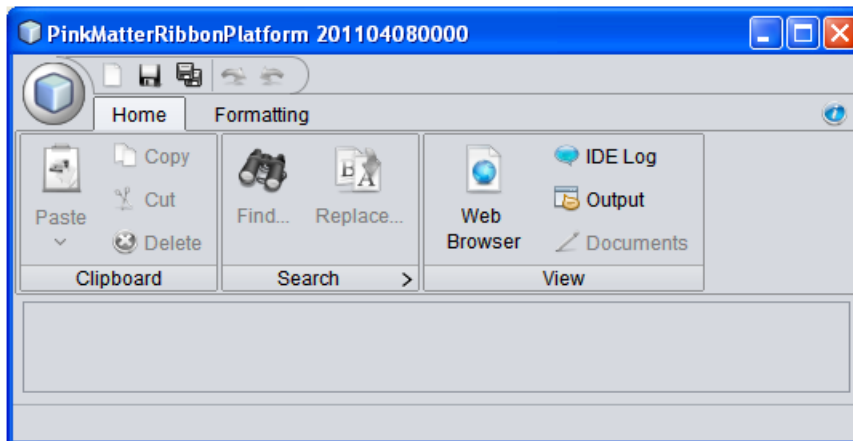 PinkMatterRibbonPlatform 201104080000
Home Formatting
Paste
Copy
Cut
Delete
Clipboard
Find...
Replace...
Search
Web
Browser
IDE Log
Output
Documents
View